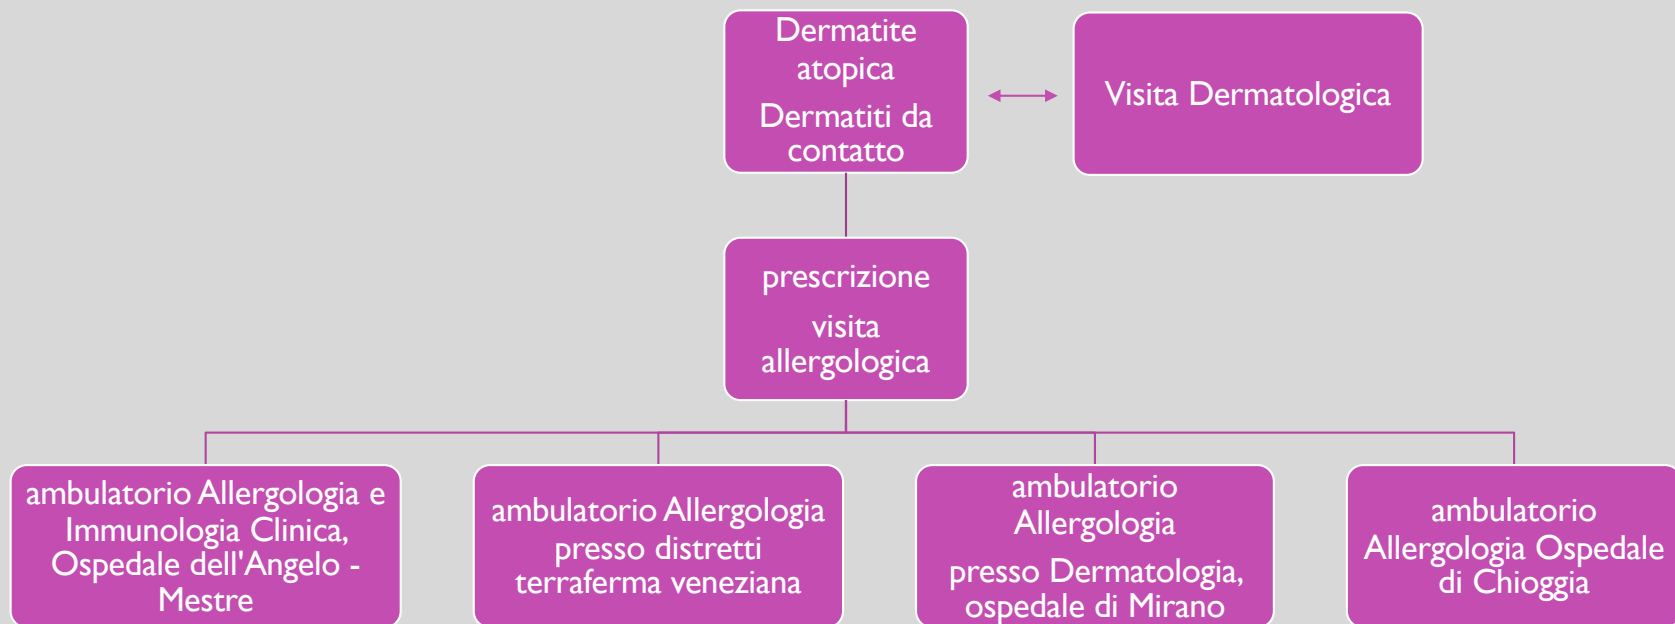 Dermatite
atopica
Dermatiti da
contatto
Visita Dermatologica
prescrizione
visita
allergologica
ambulatorio Allergologia e
Immunologia Clinica,
Ospedale dell'Angelo -
Mestre
ambulatorio Allergologia
presso distretti
terraferma veneziana
ambulatorio
Allergologia
presso Dermatologia,
ospedale di Mirano
ambulatorio
Allergologia Ospedale
di Chioggia